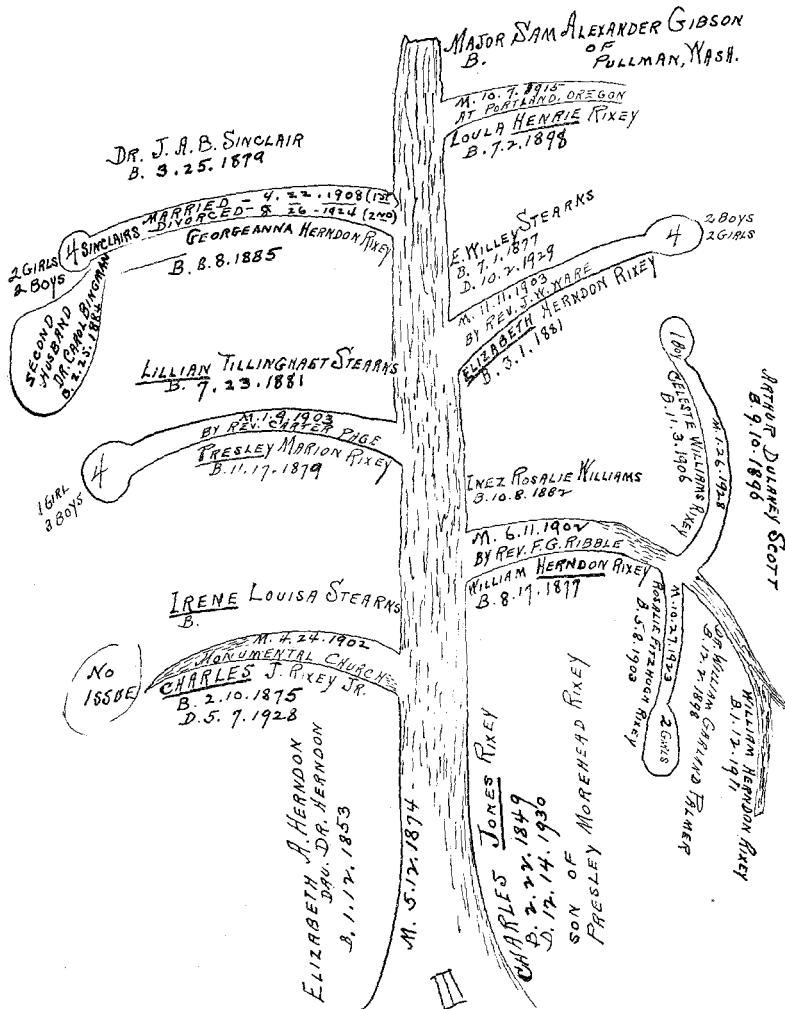 MAJOR SAM ALEXANDER GIBSON
B.
OF
PULLMAN, WASH.
M. 10. 7. 1915
AT PORTLAND, OREGON
LOULA HENRIE RIXEY
B. 7. 2. 1898
DR. J. A. B. SINCLAIR
B. 3. 25. 1879
MARRIED - 4. 22. 1908 (1ST)
DIVORCED - 8 26 - 1924 (2ND)
GEORGEANNA HERNDON RIXEY
B. 8. 8. 1885
4 SINCLAIRS
2 GIRLS
2 BOYS
SECOND
HUSBAND
DR. CAROL BINGMAN
B. 2. 25.
E. WILLEY STEARNS
B. 7. 1. 1877
D. 10. 2. 1929
M. 11. 11. 1903
BY REV. J. W. WARE
ELIZABETH HERNDON RIXEY
B. 3. 1. 1881
4
2 BOYS
2 GIRLS
LILLIAN TILLINGHAST STEARNS
B. 7. 23. 1881
M. 1. 9. 1903
BY REV. CARTER PAGE
PRESLEY MARION RIXEY
B. 11. 17. 1879
4
1 GIRL
3 BOYS
INEZ ROSALIE WILLIAMS
B. 10. 8. 1882
M. 6. 11. 1902
BY REV. F. G. RIBBLE
WILLIAM HERNDON RIXEY
B. 8. 17. 1877
1 BOY
CELESTE WILLIAMS RIXEY
B. 11. 3. 1906
M. 1. 26. 1928
ARTHUR DULANEY SCOTT
B. 9. 10. 1896
ROSALIE FITZHUGH RIXEY
B. 5. 8. 1903
M. 10. 27. 1923
2 GIRLS
DR. WILLIAM GARLAND PALMER
B. 12. 2. 1898
WILLIAM HERNDON RIXEY
B. 1. 12. 1911
IRENE LOUISA STEARNS
B.
M. 4. 24. 1902
MONUMENTAL CHURCH
CHARLES J. RIXEY JR.
B. 2. 10. 1875
D. 5. 7. 1928
NO
ISSUE
ELIZABETH A. HERNDON
DAU. DR. HERNDON
B. 1. 12. 1853
M. 5. 12. 1874
CHARLES JONES RIXEY
B. 2. 22. 1849
D. 12. 14. 1930
SON OF
PRESLEY MOREHEAD RIXEY